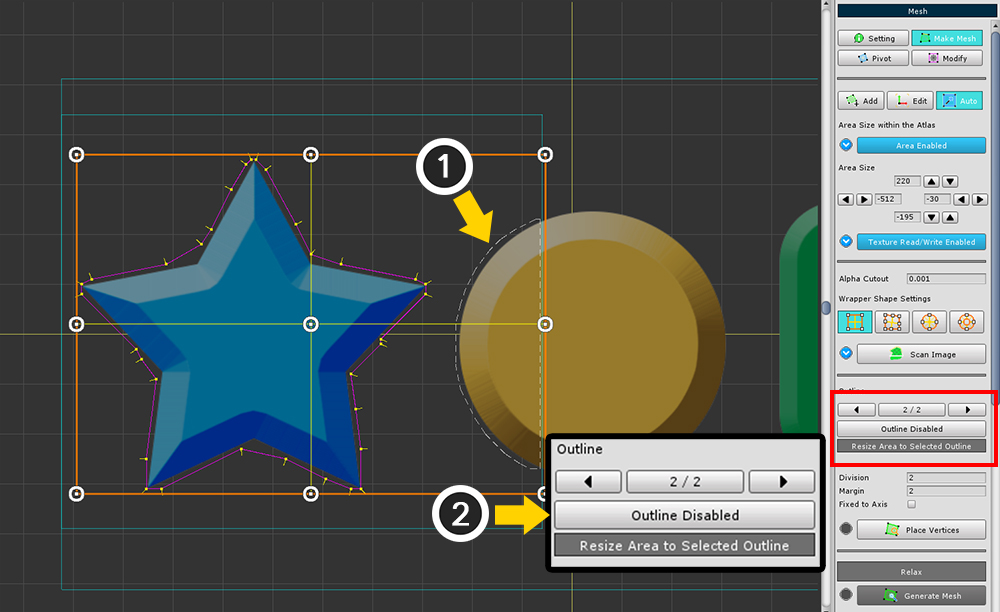 Mesh
Setting
Make Mesh
Pivot
Modify
Add
Edit
Auto
Area Size within the Atlas
Area Enabled
Area Size
220
-512
-30
-195
Texture Read/Write Enabled
Alpha Cutout
0.001
Wrapper Shape Settings
Scan Image
2 / 2
Outline Disabled
Resize Area to Selected Outline
Division
2
Margin
2
Fixed to Axis
Place Vertices
Relax
Generate Mesh
1
Outline
2 / 2
2
Outline Disabled
Resize Area to Selected Outline